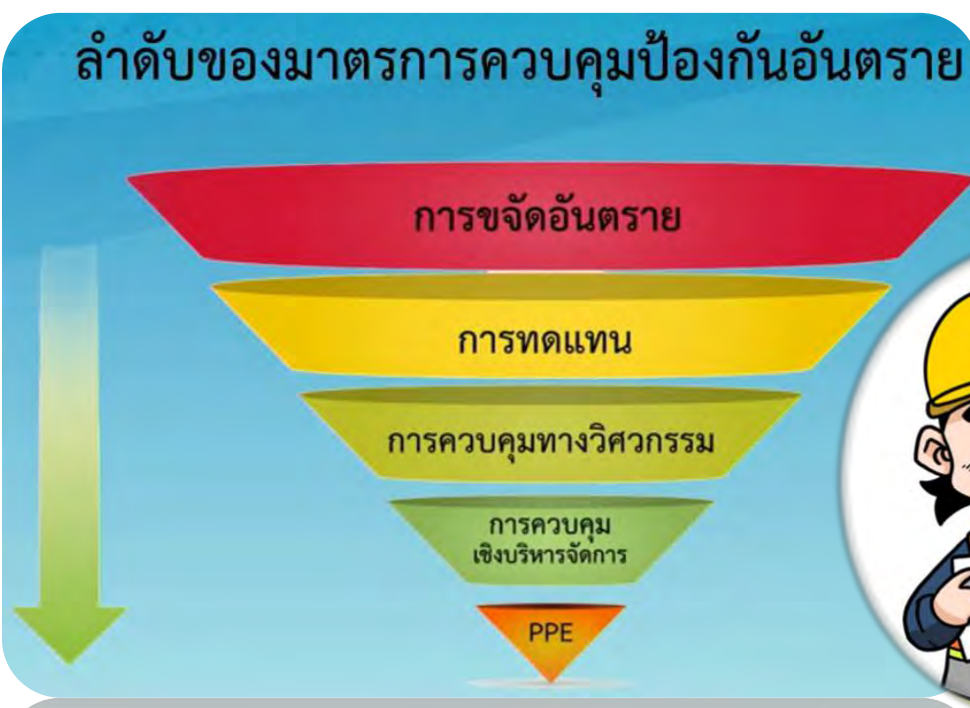 ลำดับของมาตรการควบคุมป้องกันอันตราย
การขจัดอันตราย
การทดแทน
การควบคุมทางวิศวกรรม
การควบคุม
เชิงบริหารจัดการ
PPE